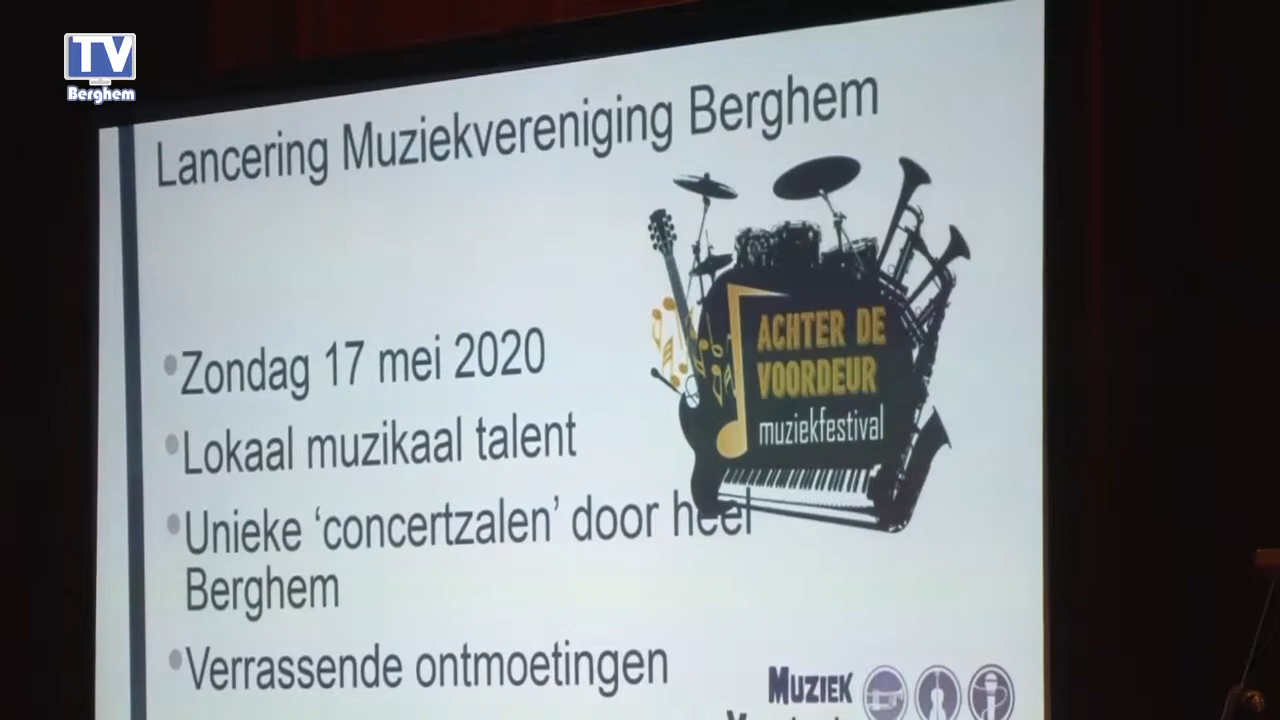 TV
Berghem
Lancering Muziekvereniging Berghem
ACHTER DE
VOORDEUR
muziekfestival
•Zondag 17 mei 2020
•Lokaal muzikaal talent
•Unieke ‘concertzalen’ door heel
Berghem
•Verrassende ontmoetingen
MUZIEK